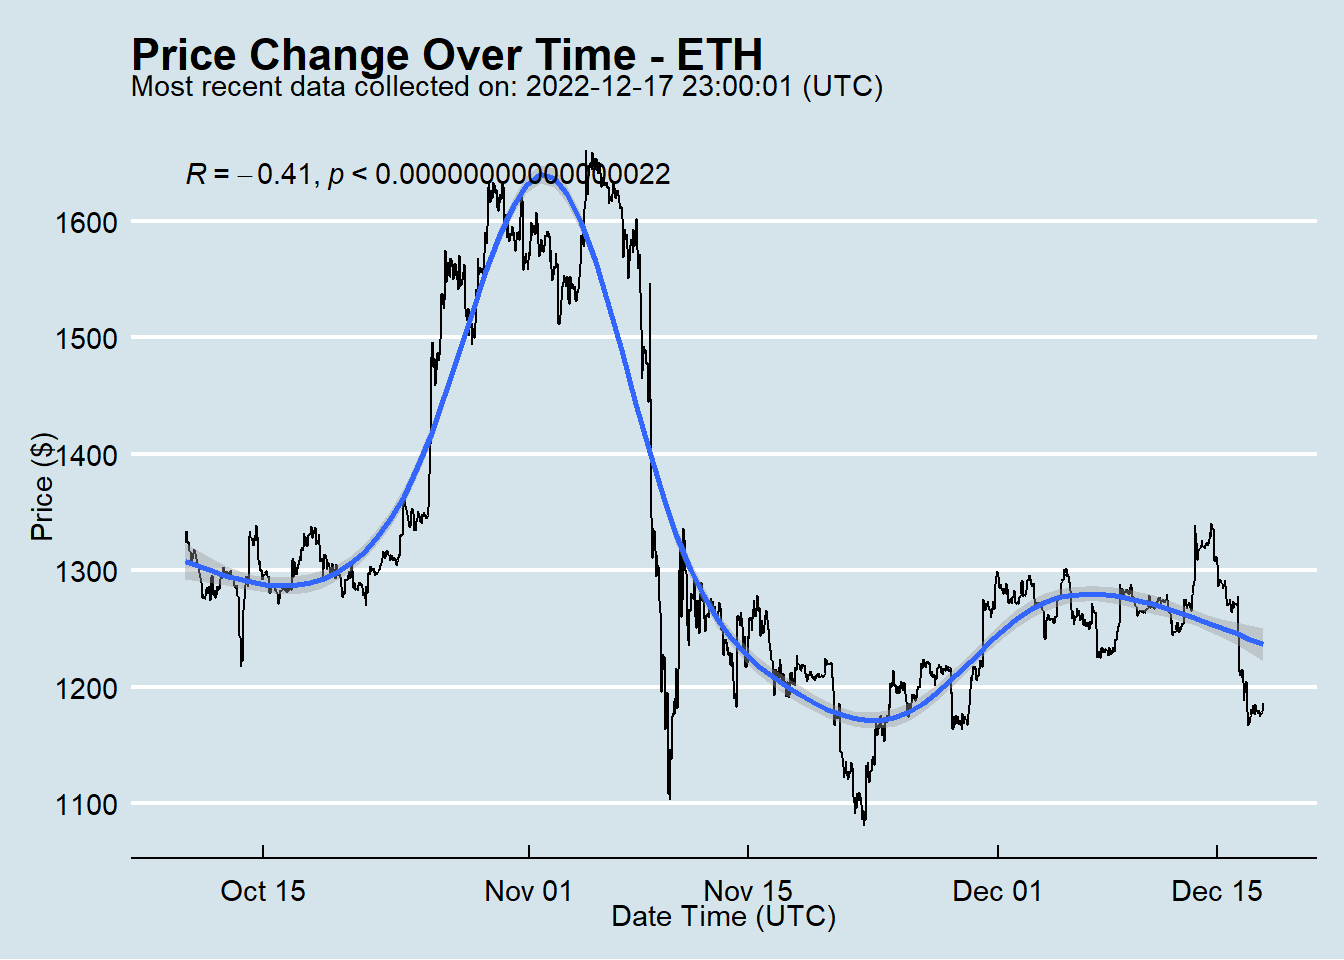 Price Change Over Time - ETH
Most recent data collected on: 2022-12-17 23:00:01 (UTC)
R = −0.41, p < 0.00000000000000022
1600
1500
1400
1300
1200
1100
Price ($)
Oct 15
Nov 01
Nov 15
Dec 01
Dec 15
Date Time (UTC)